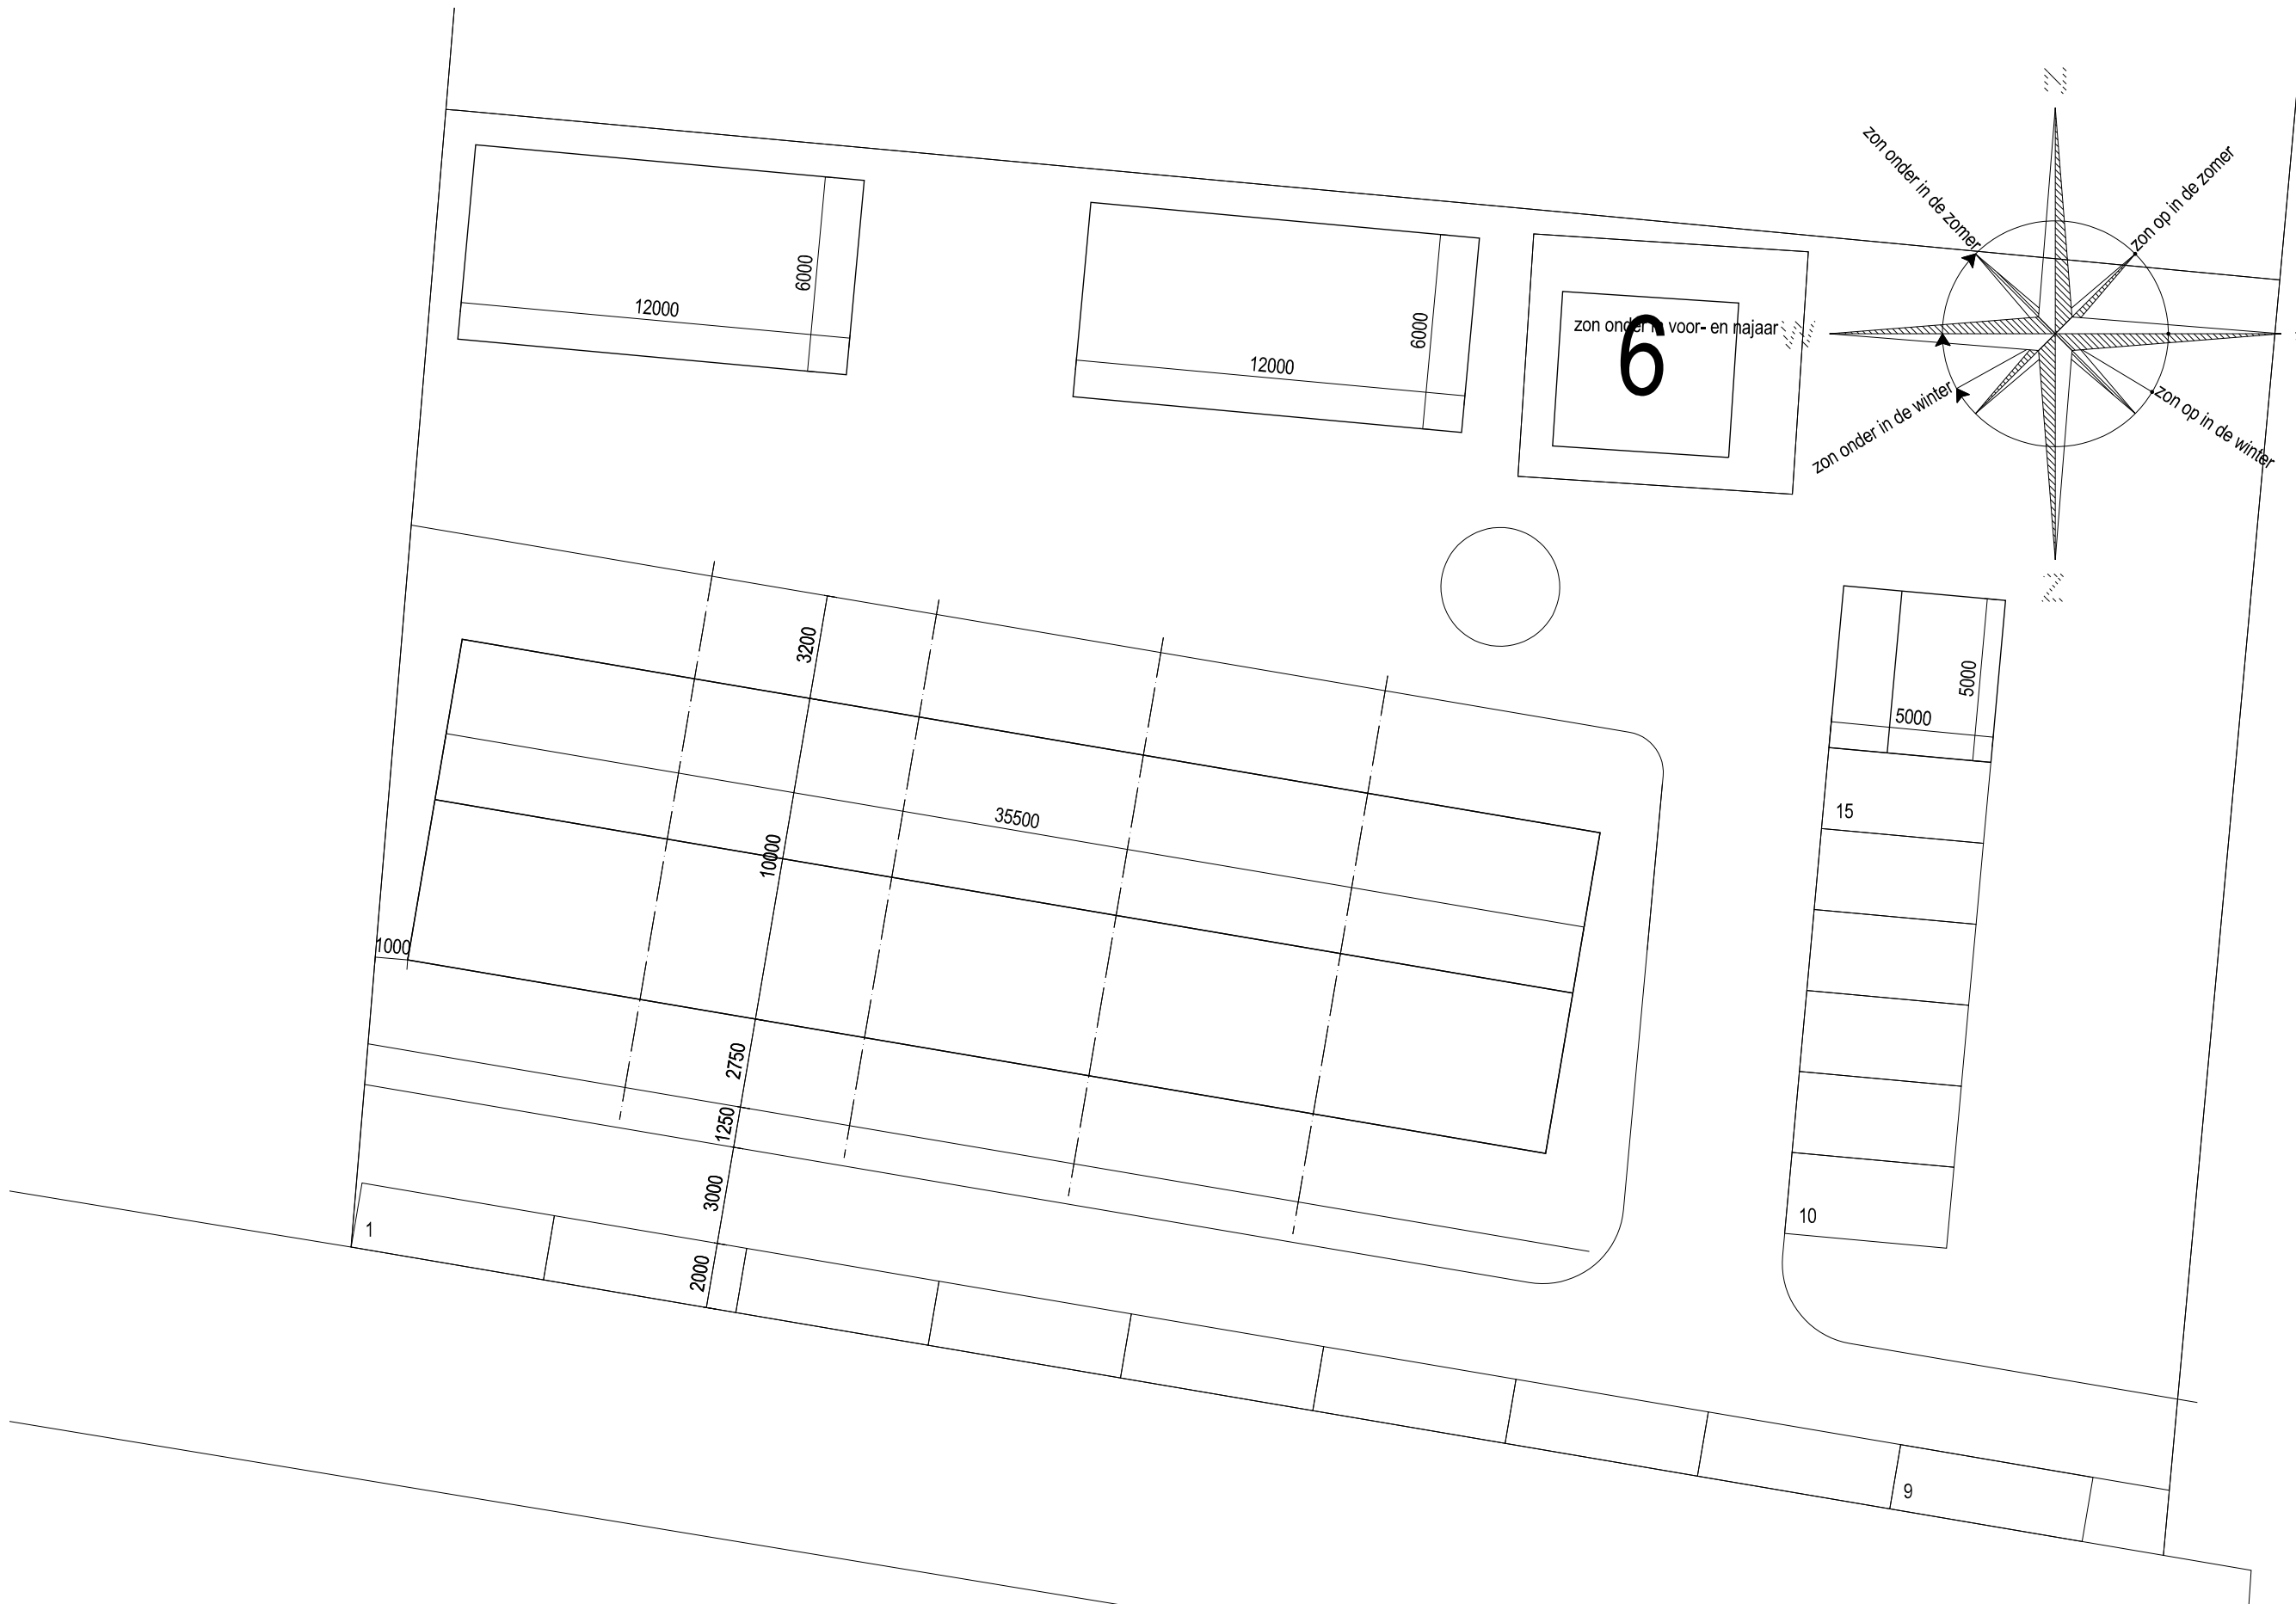 N
zon onder in de zomer
zon op in de zomer
6000
12000
6000
12000
zon onder in voor- en najaar
W
6
zon onder in de winter
zon op in de winter
Z
3200
5000
5000
15
35500
10000
1000
2750
1250
3000
2000
1
10
9